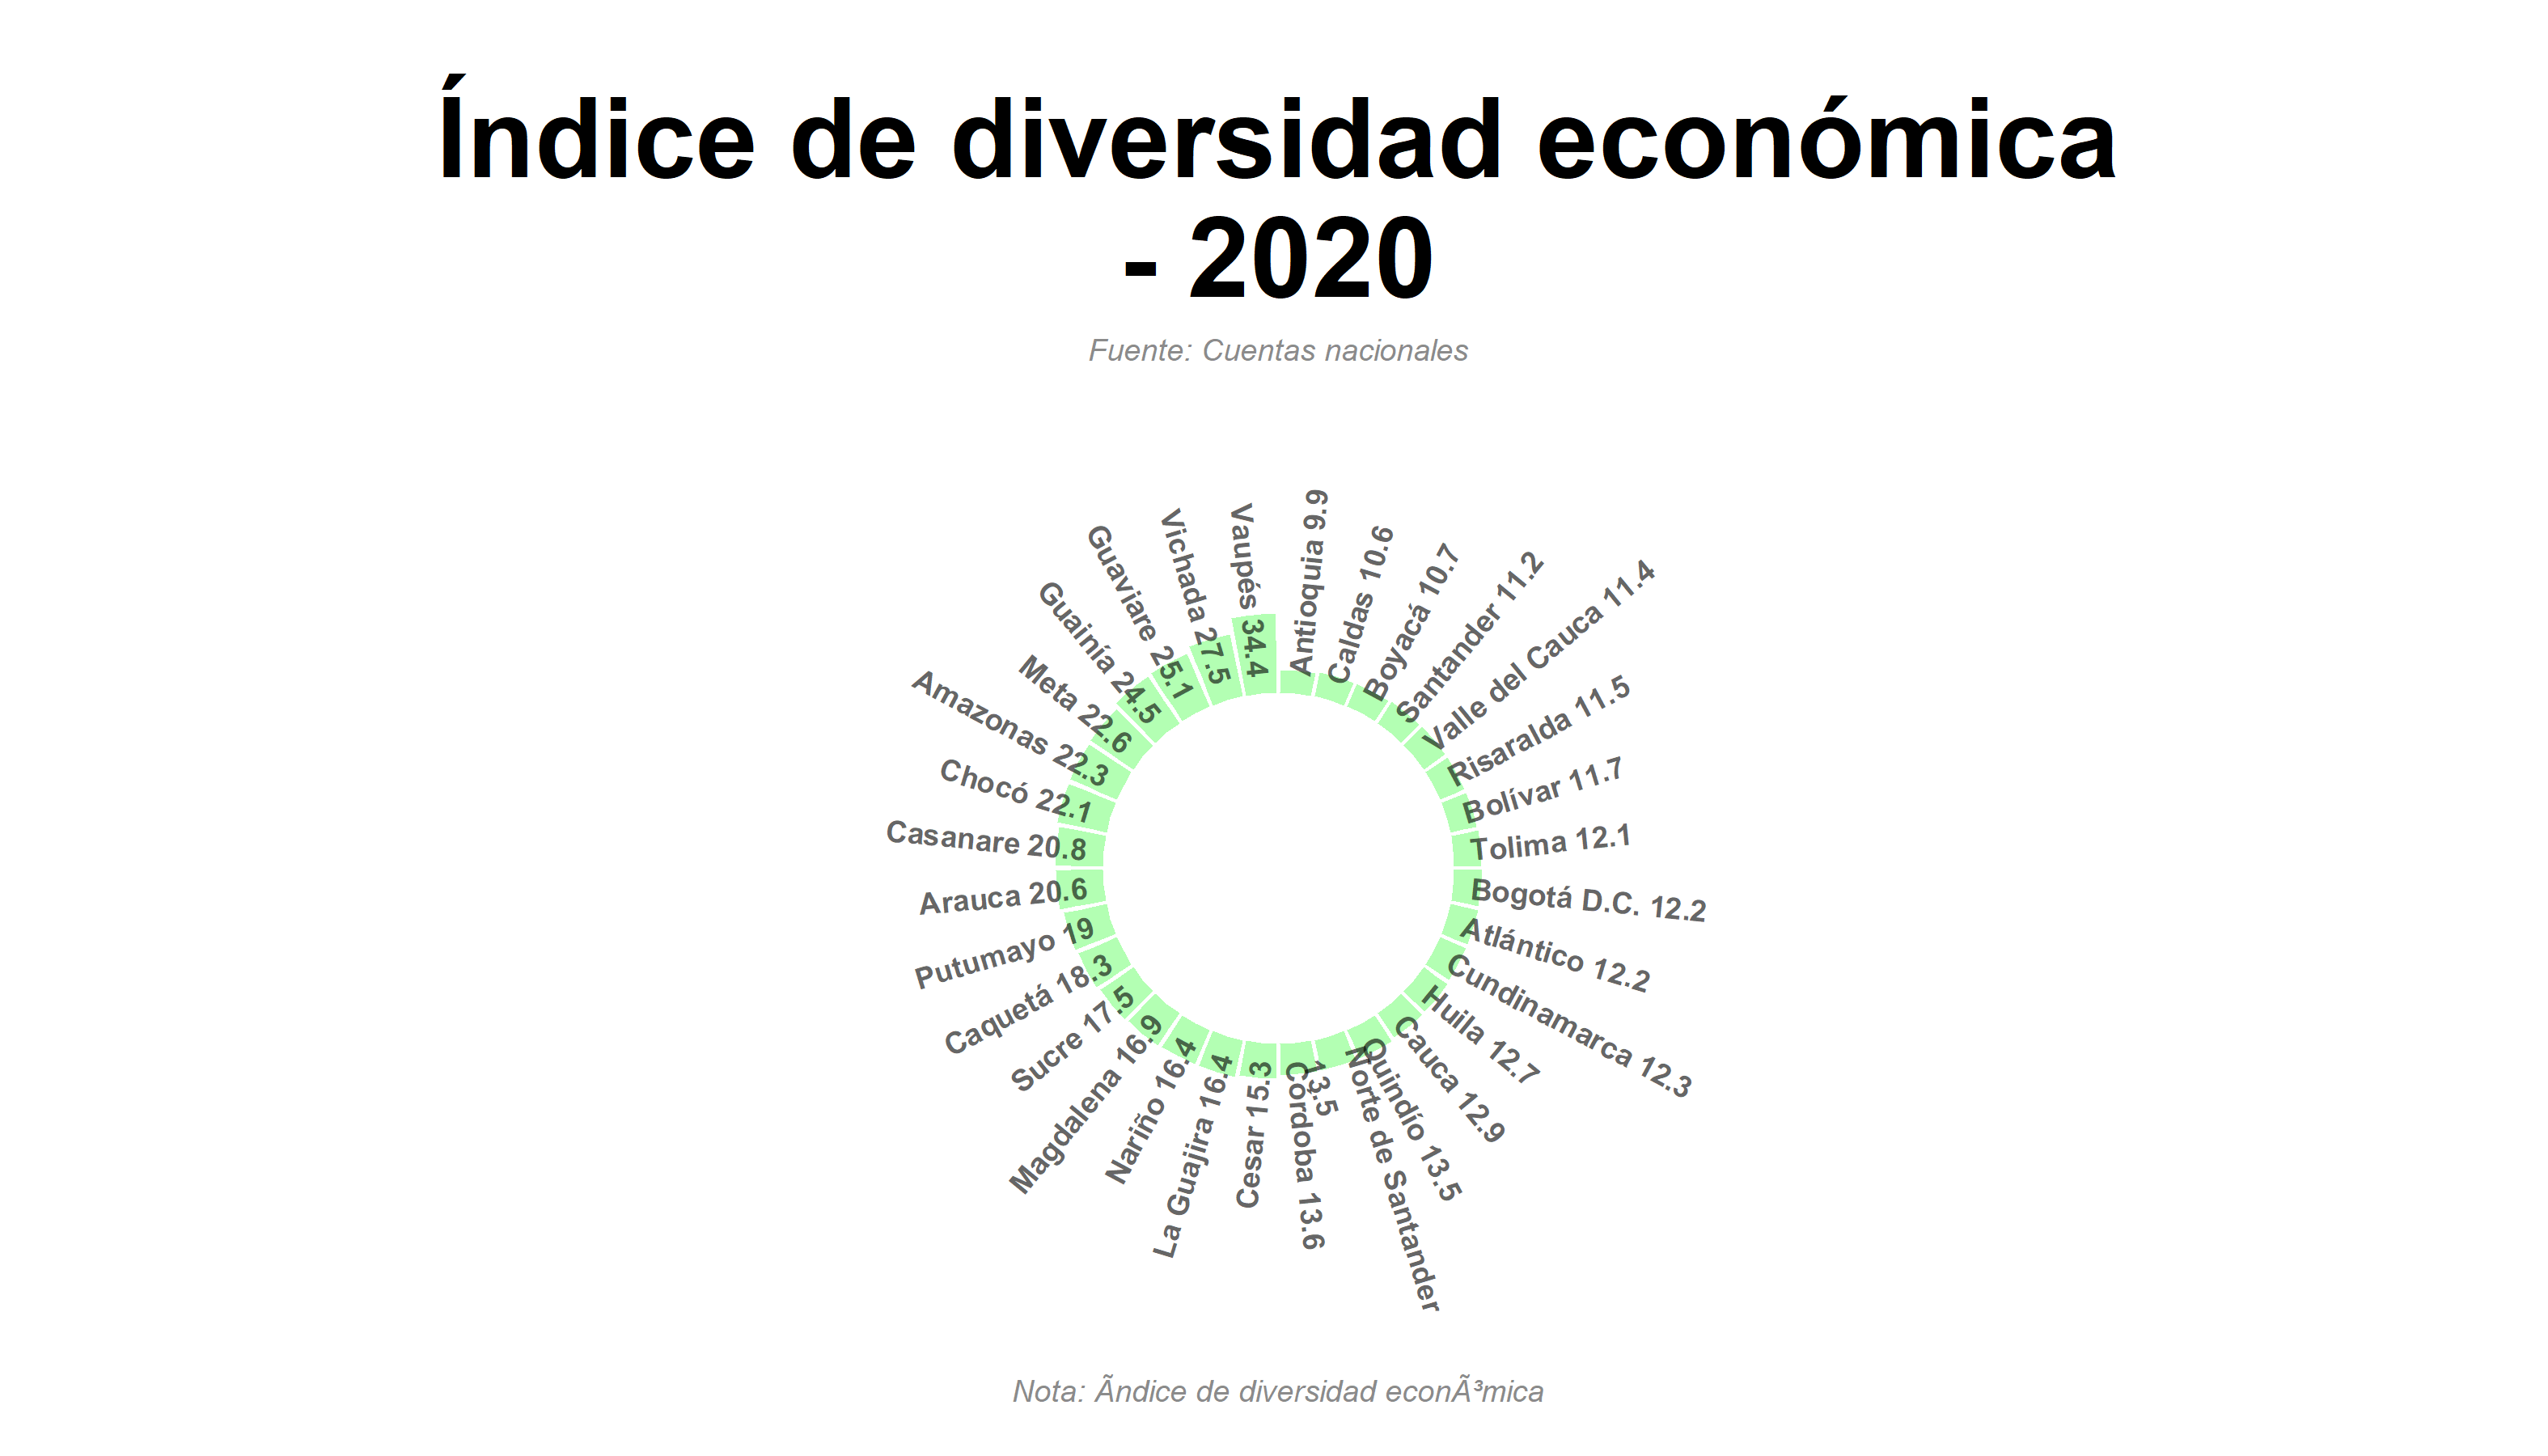 Índice de diversidad económica
- 2020
Fuente: Cuentas nacionales
Antioquia 9.9
Caldas 10.6
Boyacá 10.7
Santander 11.2
Valle del Cauca 11.4
Risaralda 11.5
Bolívar 11.7
Tolima 12.1
Bogotá D.C. 12.2
Atlántico 12.2
Cundinamarca 12.3
Huila 12.7
Cauca 12.9
Quindío 13.5
Norte de Santander
13.5
Córdoba 13.6
Cesar 15.3
La Guajira 16.4
Nariño 16.4
Magdalena 16.9
Sucre 17.5
Caquetá 18.3
Putumayo 19
Arauca 20.6
Casanare 20.8
Chocó 22.1
Amazonas 22.3
Meta 22.6
Guainía 24.5
Guaviare 25.1
Vichada 27.5
Vaupés 34.4
Nota: Ãndice de diversidad econÃ³mica